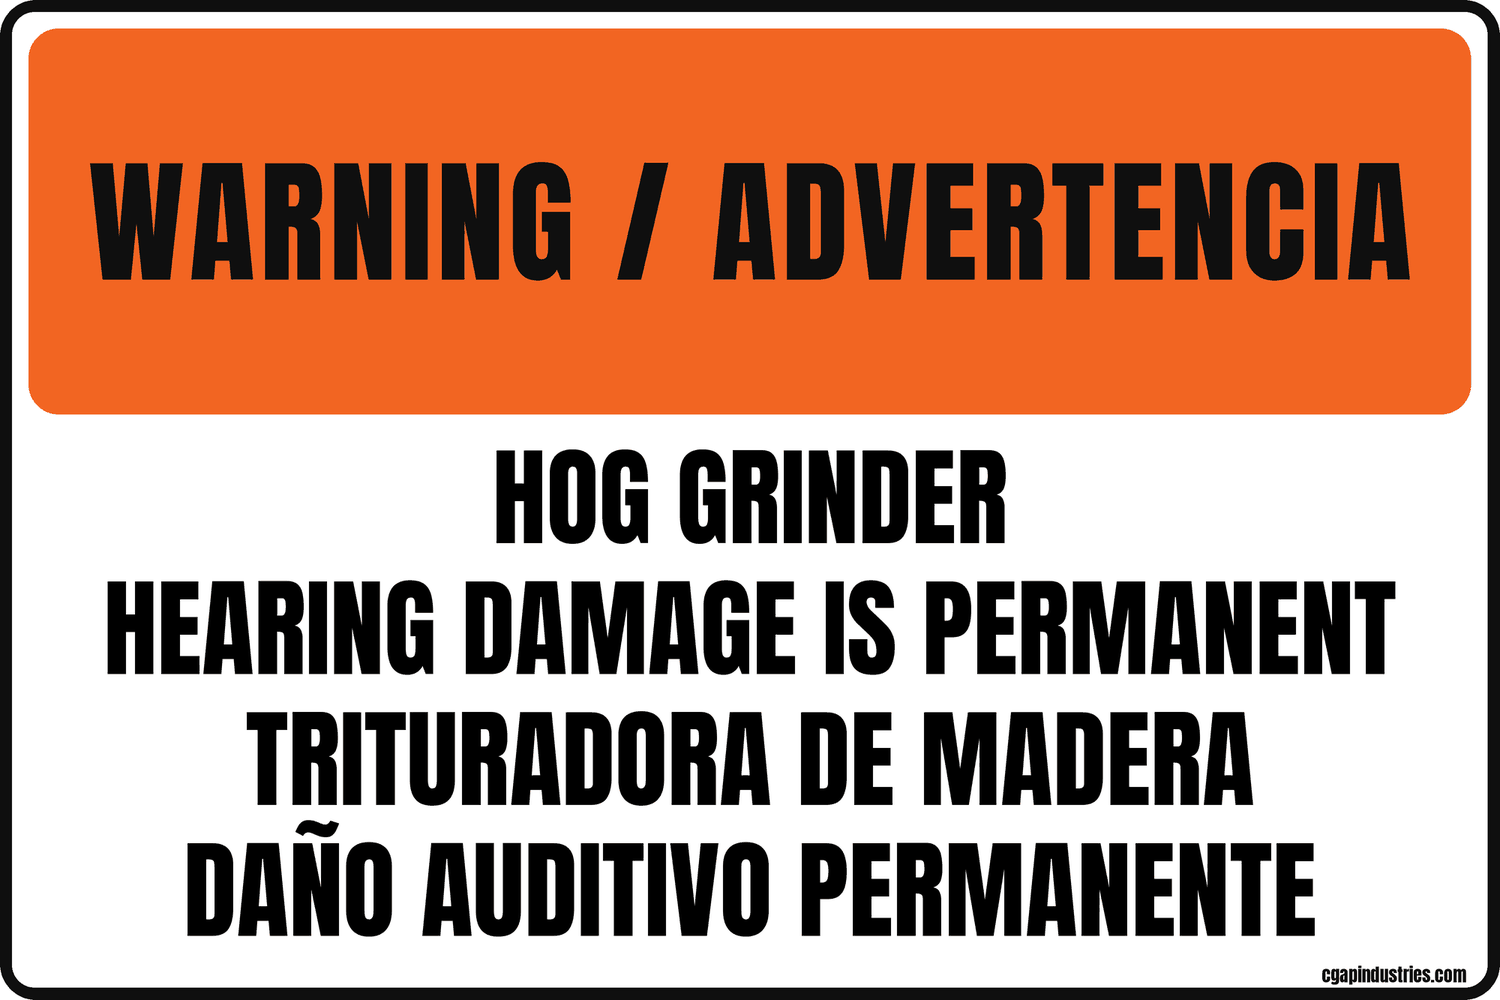 WARNING / ADVERTENCIA
HOG GRINDER
HEARING DAMAGE IS PERMANENT
TRITURADORA DE MADERA
DAÑO AUDITIVO PERMANENTE
cgapindustries.com